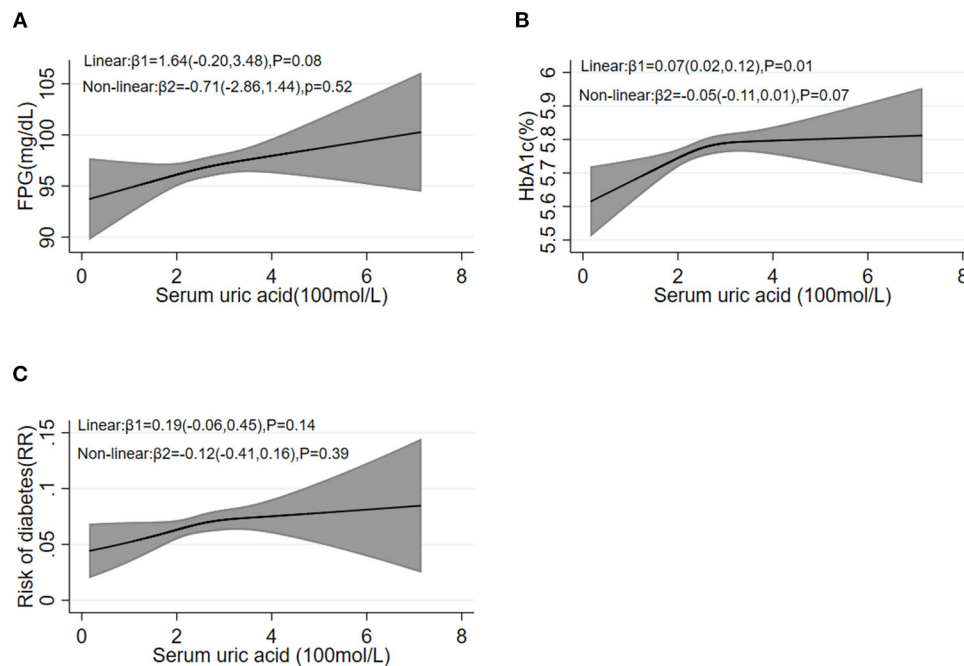 A
Linear:β1=1.64(-0.20,3.48),P=0.08
Non-linear:β2=-0.71(-2.86,1.44),p=0.52
FPG(mg/dL)
105
100
95
90
0 2 4 6 8
Serum uric acid(100mol/L)
B
Linear:β1=0.07(0.02,0.12),P=0.01
Non-linear:β2=-0.05(-0.11,0.01),P=0.07
HbA1c(%)
6
5.9
5.8
5.7
5.6
5.5
0 2 4 6 8
Serum uric acid (100mol/L)
C
Linear:β1=0.19(-0.06,0.45),P=0.14
Non-linear:β2=-0.12(-0.41,0.16),P=0.39
Risk of diabetes(RR)
.15
.1
.05
0
0 2 4 6 8
Serum uric acid (100mol/L)